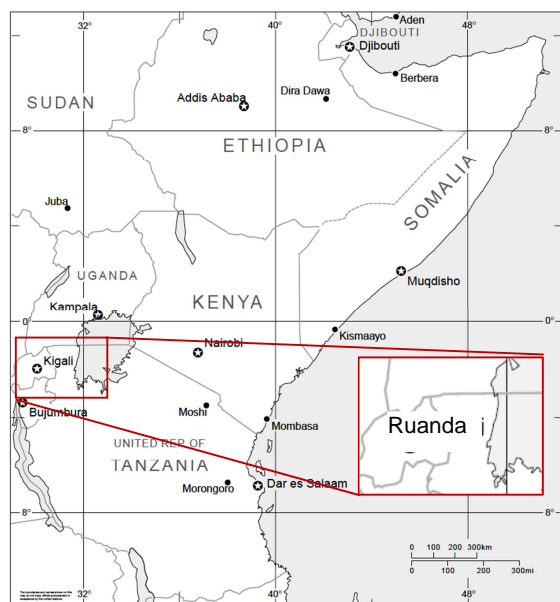 32°
40°
48°
Aden
DJIBOUTI
Djibouti
Berbera
Dira Dawa
SUDAN
Addis Ababa
8°
8°
ETHIOPIA
SOMALIA
Juba
UGANDA
Kampala
KENYA
Muqdisho
0°
0°
Kismaayo
Nairobi
Kigali
Ruanda i
Moshi
Mombasa
Bujumbura
UNITED REP OF
TANZANIA
Morongoro
Dar es Salaam
8°
8°
0 100 200 300km
0 100 200 300mi
32°
40°
48°